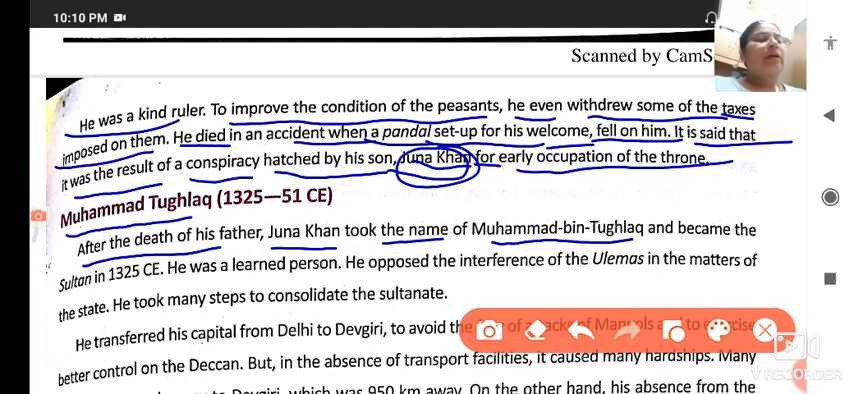 10:10 PM
Scanned by CamS
He was a kind ruler. To improve the condition of the peasants, he even withdrew some of the taxes
imposed on them. He died in an accident when a pandal set-up for his welcome, fell on him. It is said that
it was the result of a conspiracy hatched by his son, Juna Khan for early occupation of the throne.
Muhammad Tughlaq (1325—51 CE)
After the death of his father, Juna Khan took the name of Muhammad-bin-Tughlaq and became the
Sultan in 1325 CE. He was a learned person. He opposed the interference of the Ulemas in the matters of
the state. He took many steps to consolidate the sultanate.
He transferred his capital from Delhi to Devgiri, to avoid the of attacks of Mangols and to exercise
better control on the Deccan. But, in the absence of transport facilities, it caused many hardships. Many
V RECORDER
Devgiri, which was 950 km away. On the other hand, his absence from the